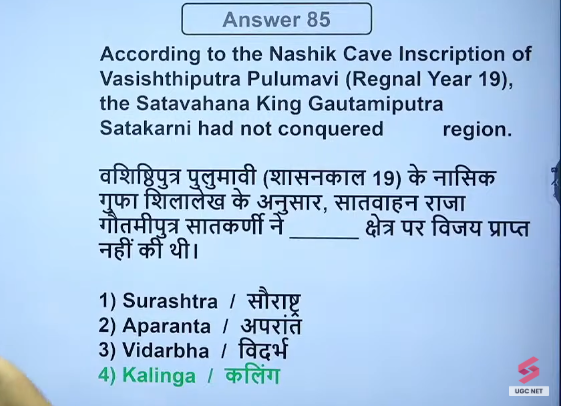 Answer 85
According to the Nashik Cave Inscription of
Vasishthiputra Pulumavi (Regnal Year 19),
the Satavahana King Gautamiputra
Satakarni had not conquered region.
वशिष्ठिपुत्र पुलुमावी (शासनकाल 19) के नासिक
गुफा शिलालेख के अनुसार, सातवाहन राजा
गौतमीपुत्र सातकर्णी ने ________ क्षेत्र पर विजय प्राप्त
नहीं की थी।
1) Surashtra / सौराष्ट्र
2) Aparanta / अपरांत
3) Vidarbha / विदर्भ
4) Kalinga / कलिंग
UGC NET